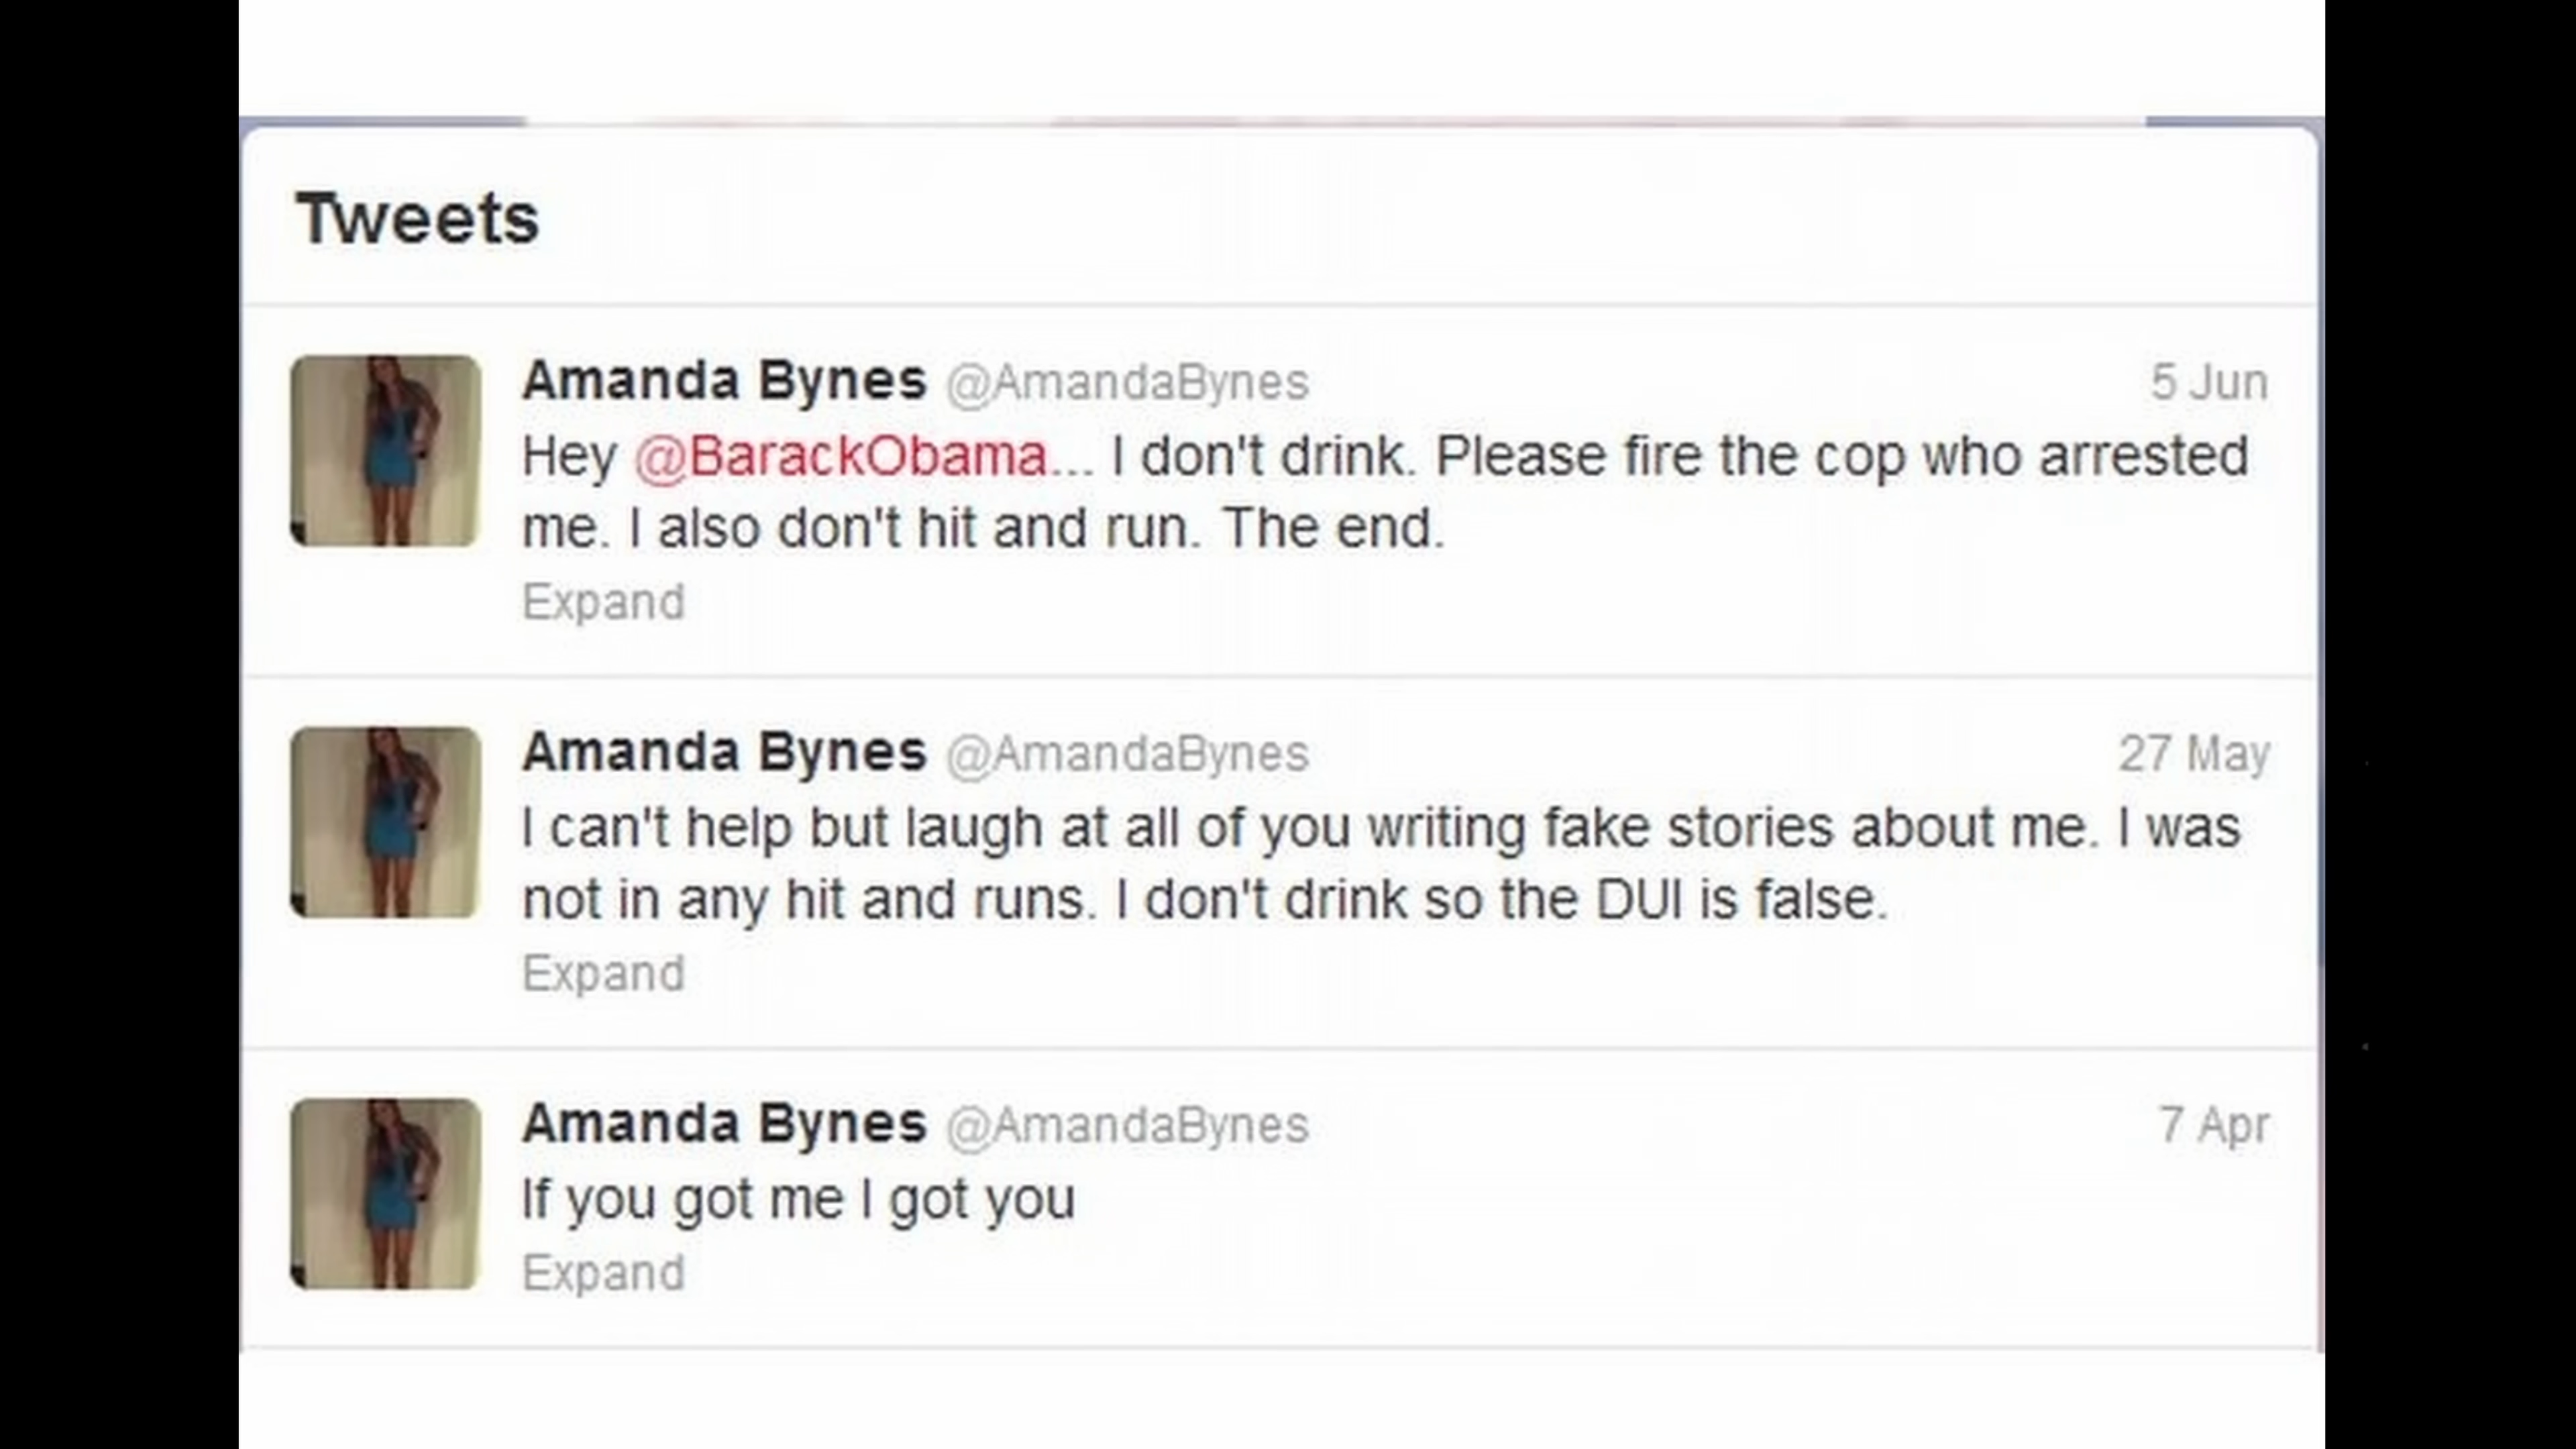 Tweets
Amanda Bynes @AmandaBynes 5 Jun
Hey @BarackObama... I don't drink. Please fire the cop who arrested
me. I also don't hit and run. The end.
Expand
Amanda Bynes @AmandaBynes 27 May
I can't help but laugh at all of you writing fake stories about me. I was
not in any hit and runs. I don't drink so the DUI is false.
Expand
Amanda Bynes @AmandaBynes 7 Apr
If you got me I got you
Expand